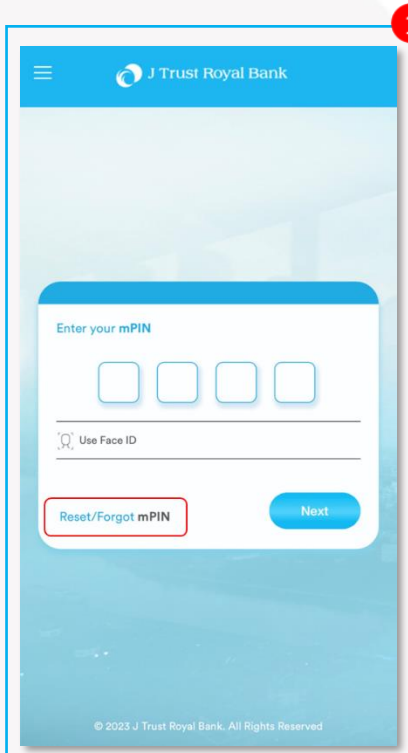 J Trust Royal Bank
Enter your mPIN
Use Face ID
Reset/Forgot mPIN
Next
© 2023 J Trust Royal Bank. All Rights Reserved